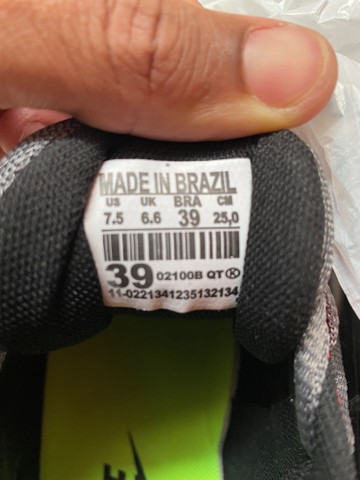 MADE IN BRAZIL
US UK BRA CM
7.5 6.6 39 25,0
39 02100B QT Ⓚ
11-0221341235132134